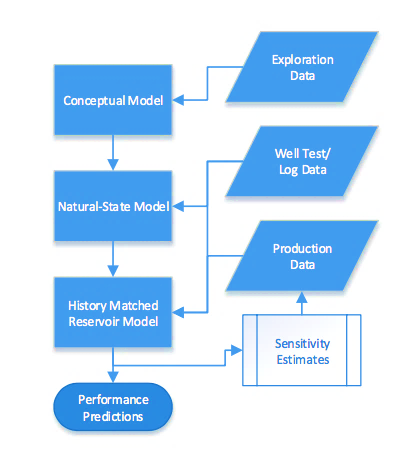 Exploration
Data
Conceptual Model
Well Test/
Log Data
Natural-State Model
Production
Data
History Matched
Reservoir Model
Sensitivity
Estimates
Performance
Predictions